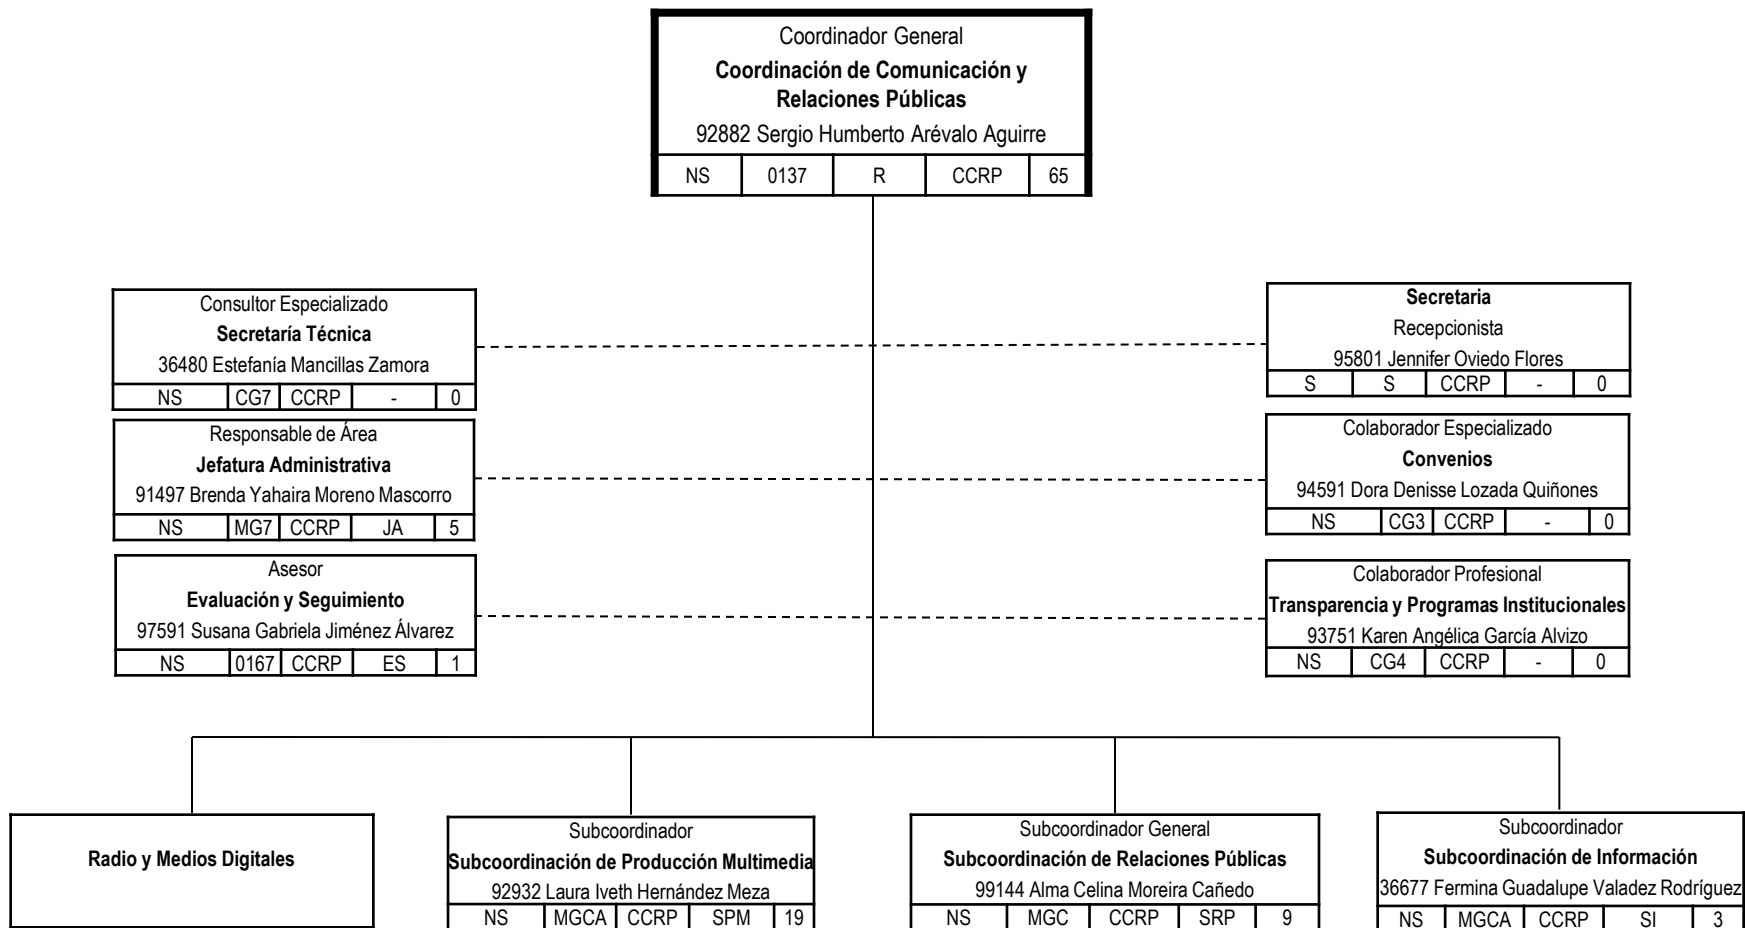 Coordinador General
Coordinación de Comunicación y
Relaciones Públicas
92882 Sergio Humberto Arévalo Aguirre
NS 0137 R CCRP 65
Consultor Especializado
Secretaría Técnica
36480 Estefanía Mancillas Zamora
NS CG7 CCRP - 0
Secretaria
Recepcionista
95801 Jennifer Oviedo Flores
S S CCRP - 0
Responsable de Área
Jefatura Administrativa
91497 Brenda Yahaira Moreno Mascorro
NS MG7 CCRP JA 5
Colaborador Especializado
Convenios
94591 Dora Denisse Lozada Quiñones
NS CG3 CCRP - 0
Asesor
Evaluación y Seguimiento
97591 Susana Gabriela Jiménez Álvarez
NS 0167 CCRP ES 1
Colaborador Profesional
Transparencia y Programas Institucionales
93751 Karen Angélica García Alvizo
NS CG4 CCRP - 0
Radio y Medios Digitales
Subcoordinador
Subcoordinación de Producción Multimedia
92932 Laura Iveth Hernández Meza
NS MGCA CCRP SPM 19
Subcoordinador General
Subcoordinación de Relaciones Públicas
99144 Alma Celina Moreira Cañedo
NS MGC CCRP SRP 9
Subcoordinador
Subcoordinación de Información
36677 Fermina Guadalupe Valadez Rodríguez
NS MGCA CCRP SI 3